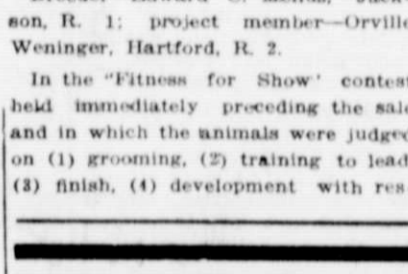 son, R. 1; project member—Orville
Weninger, Hartford, R. 2.
In the "Fitness for Show" contest
held immediately preceding the sale
and in which the animals were judged
on (1) grooming, (2) training to lead
(3) finish, (4) development with res